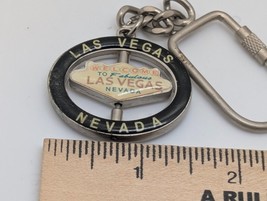 LAS VEGAS
WELCOME
TO Fabulous
LAS VEGAS
NEVADA
NEVADA
1 2
A RUL